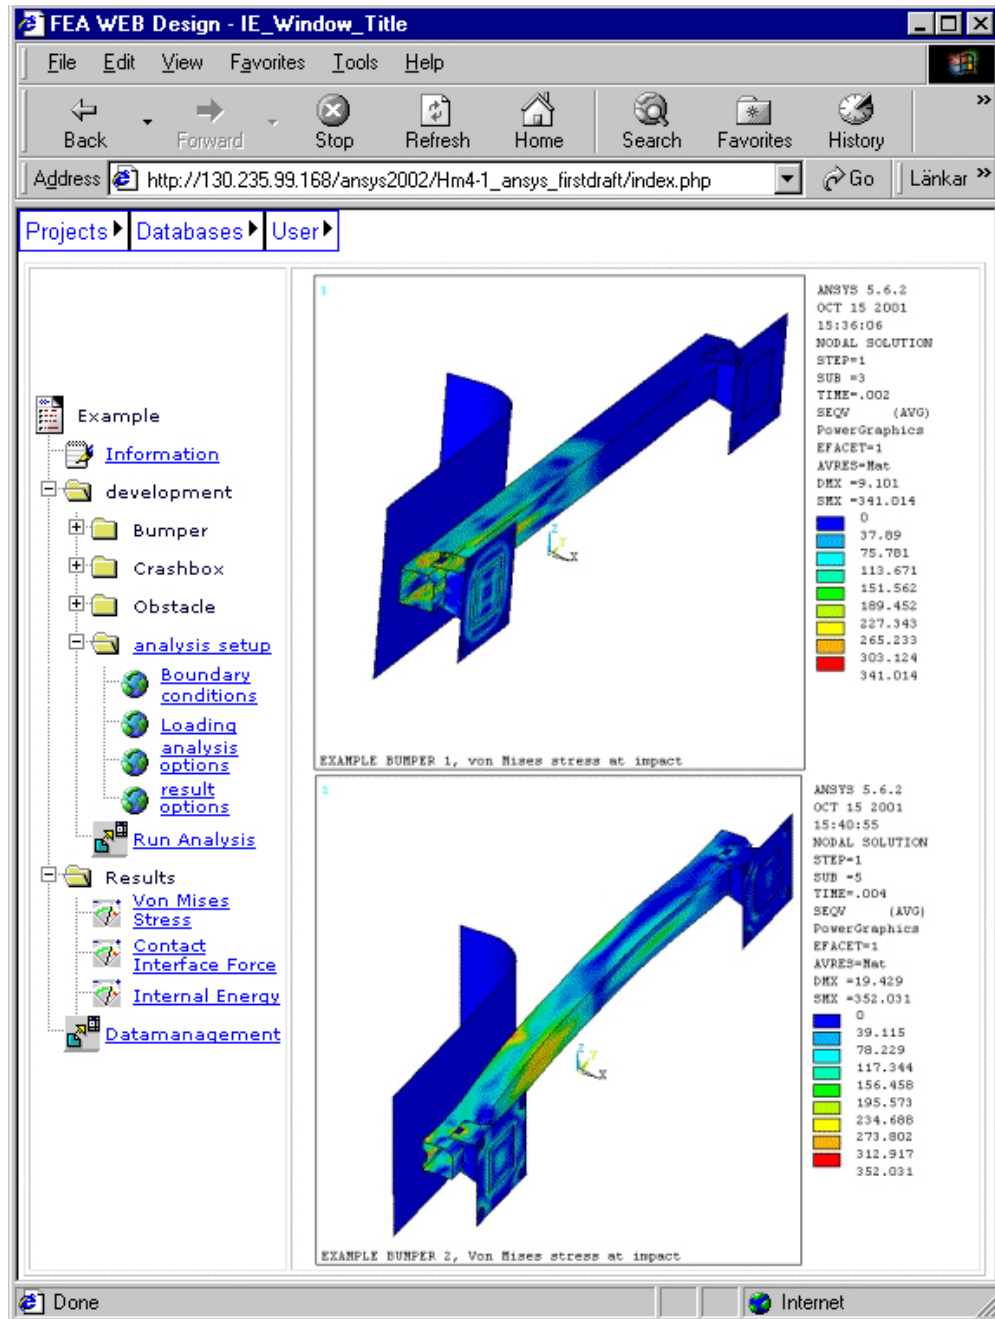 FEA WEB Design - IE_Window_Title
File Edit View Favorites Tools Help
Back Forward Stop Refresh Home Search Favorites History »
Address http://130.235.99.168/ansys2002/Hm4-1_ansys_firstdraft/index.php Go Länkar »
Projects Databases User
Example
Information
development
Bumper
Crashbox
Obstacle
analysis setup
Boundary
conditions
Loading
analysis
options
result
options
Run Analysis
Results
Von Mises
Stress
Contact
Interface Force
Internal Energy
Datamanagement
1
Z
Y
X
EXAMPLE BUMPER 1, von Mises stress at impact
ANSYS 5.6.2
OCT 15 2001
15:36:06
NODAL SOLUTION
STEP=1
SUB =3
TIME=.002
SEQV (AVG)
PowerGraphics
EFACET=1
AVRES=Mat
DMX =9.101
SMX =341.014
0
37.89
75.781
113.671
151.562
189.452
227.343
265.233
303.124
341.014
Z
Y
X
EXAMPLE BUMPER 2, Von Mises stress at impact
ANSYS 5.6.2
OCT 15 2001
15:40:55
NODAL SOLUTION
STEP=1
SUB =5
TIME=.004
SEQV (AVG)
PowerGraphics
EFACET=1
AVRES=Mat
DMX =19.429
SMX =352.031
0
39.115
78.229
117.344
156.458
195.573
234.688
273.802
312.917
352.031
Done Internet